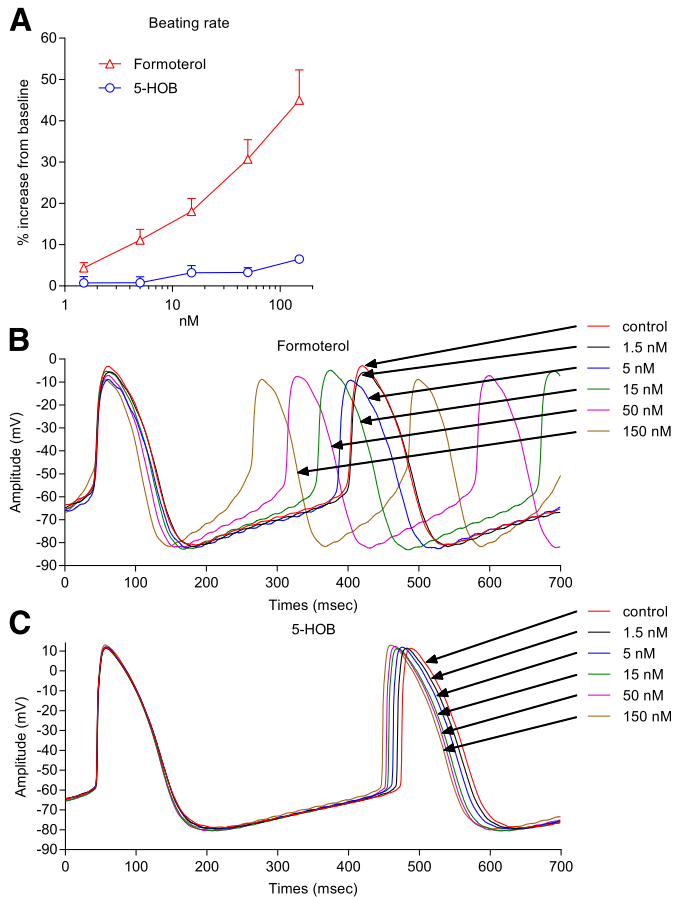 A
Beating rate
60
50
40
30
20
10
0
% increase from baseline
Formoterol
5-HOB
1
10
100
nM
B
Formoterol
0
-10
-20
-30
-40
-50
-60
-70
-80
-90
Amplitude (mV)
0
100
200
300
400
500
600
700
Times (msec)
control
1.5 nM
5 nM
15 nM
50 nM
150 nM
C
5-HOB
10
0
-10
-20
-30
-40
-50
-60
-70
-80
-90
Amplitude (mV)
0
100
200
300
400
500
600
700
Times (msec)
control
1.5 nM
5 nM
15 nM
50 nM
150 nM